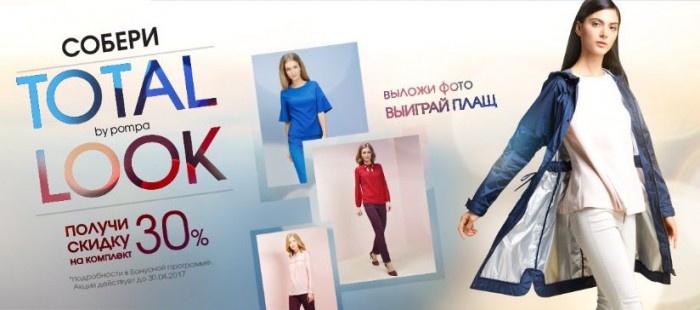 СОБЕРИ
TOTAL
by pompa
LOOK
ПОЛУЧИ
СКИДКУ
НА КОМПЛЕКТ 30%
*подробности в Бонусной программе.
Акция действует до 30.04.2017
ВЫЛОЖИ ФОТО
ВЫИГРАЙ ПЛАЩ